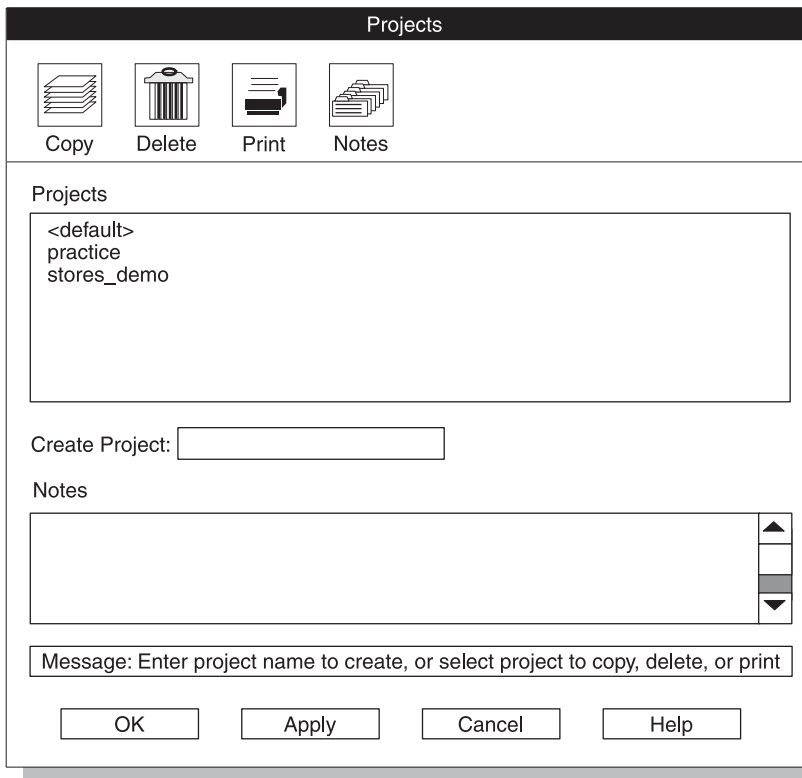 Projects
Copy Delete Print Notes
Projects
<default>
practice
stores_demo
Create Project:
Notes
Message: Enter project name to create, or select project to copy, delete, or print
OK Apply Cancel Help